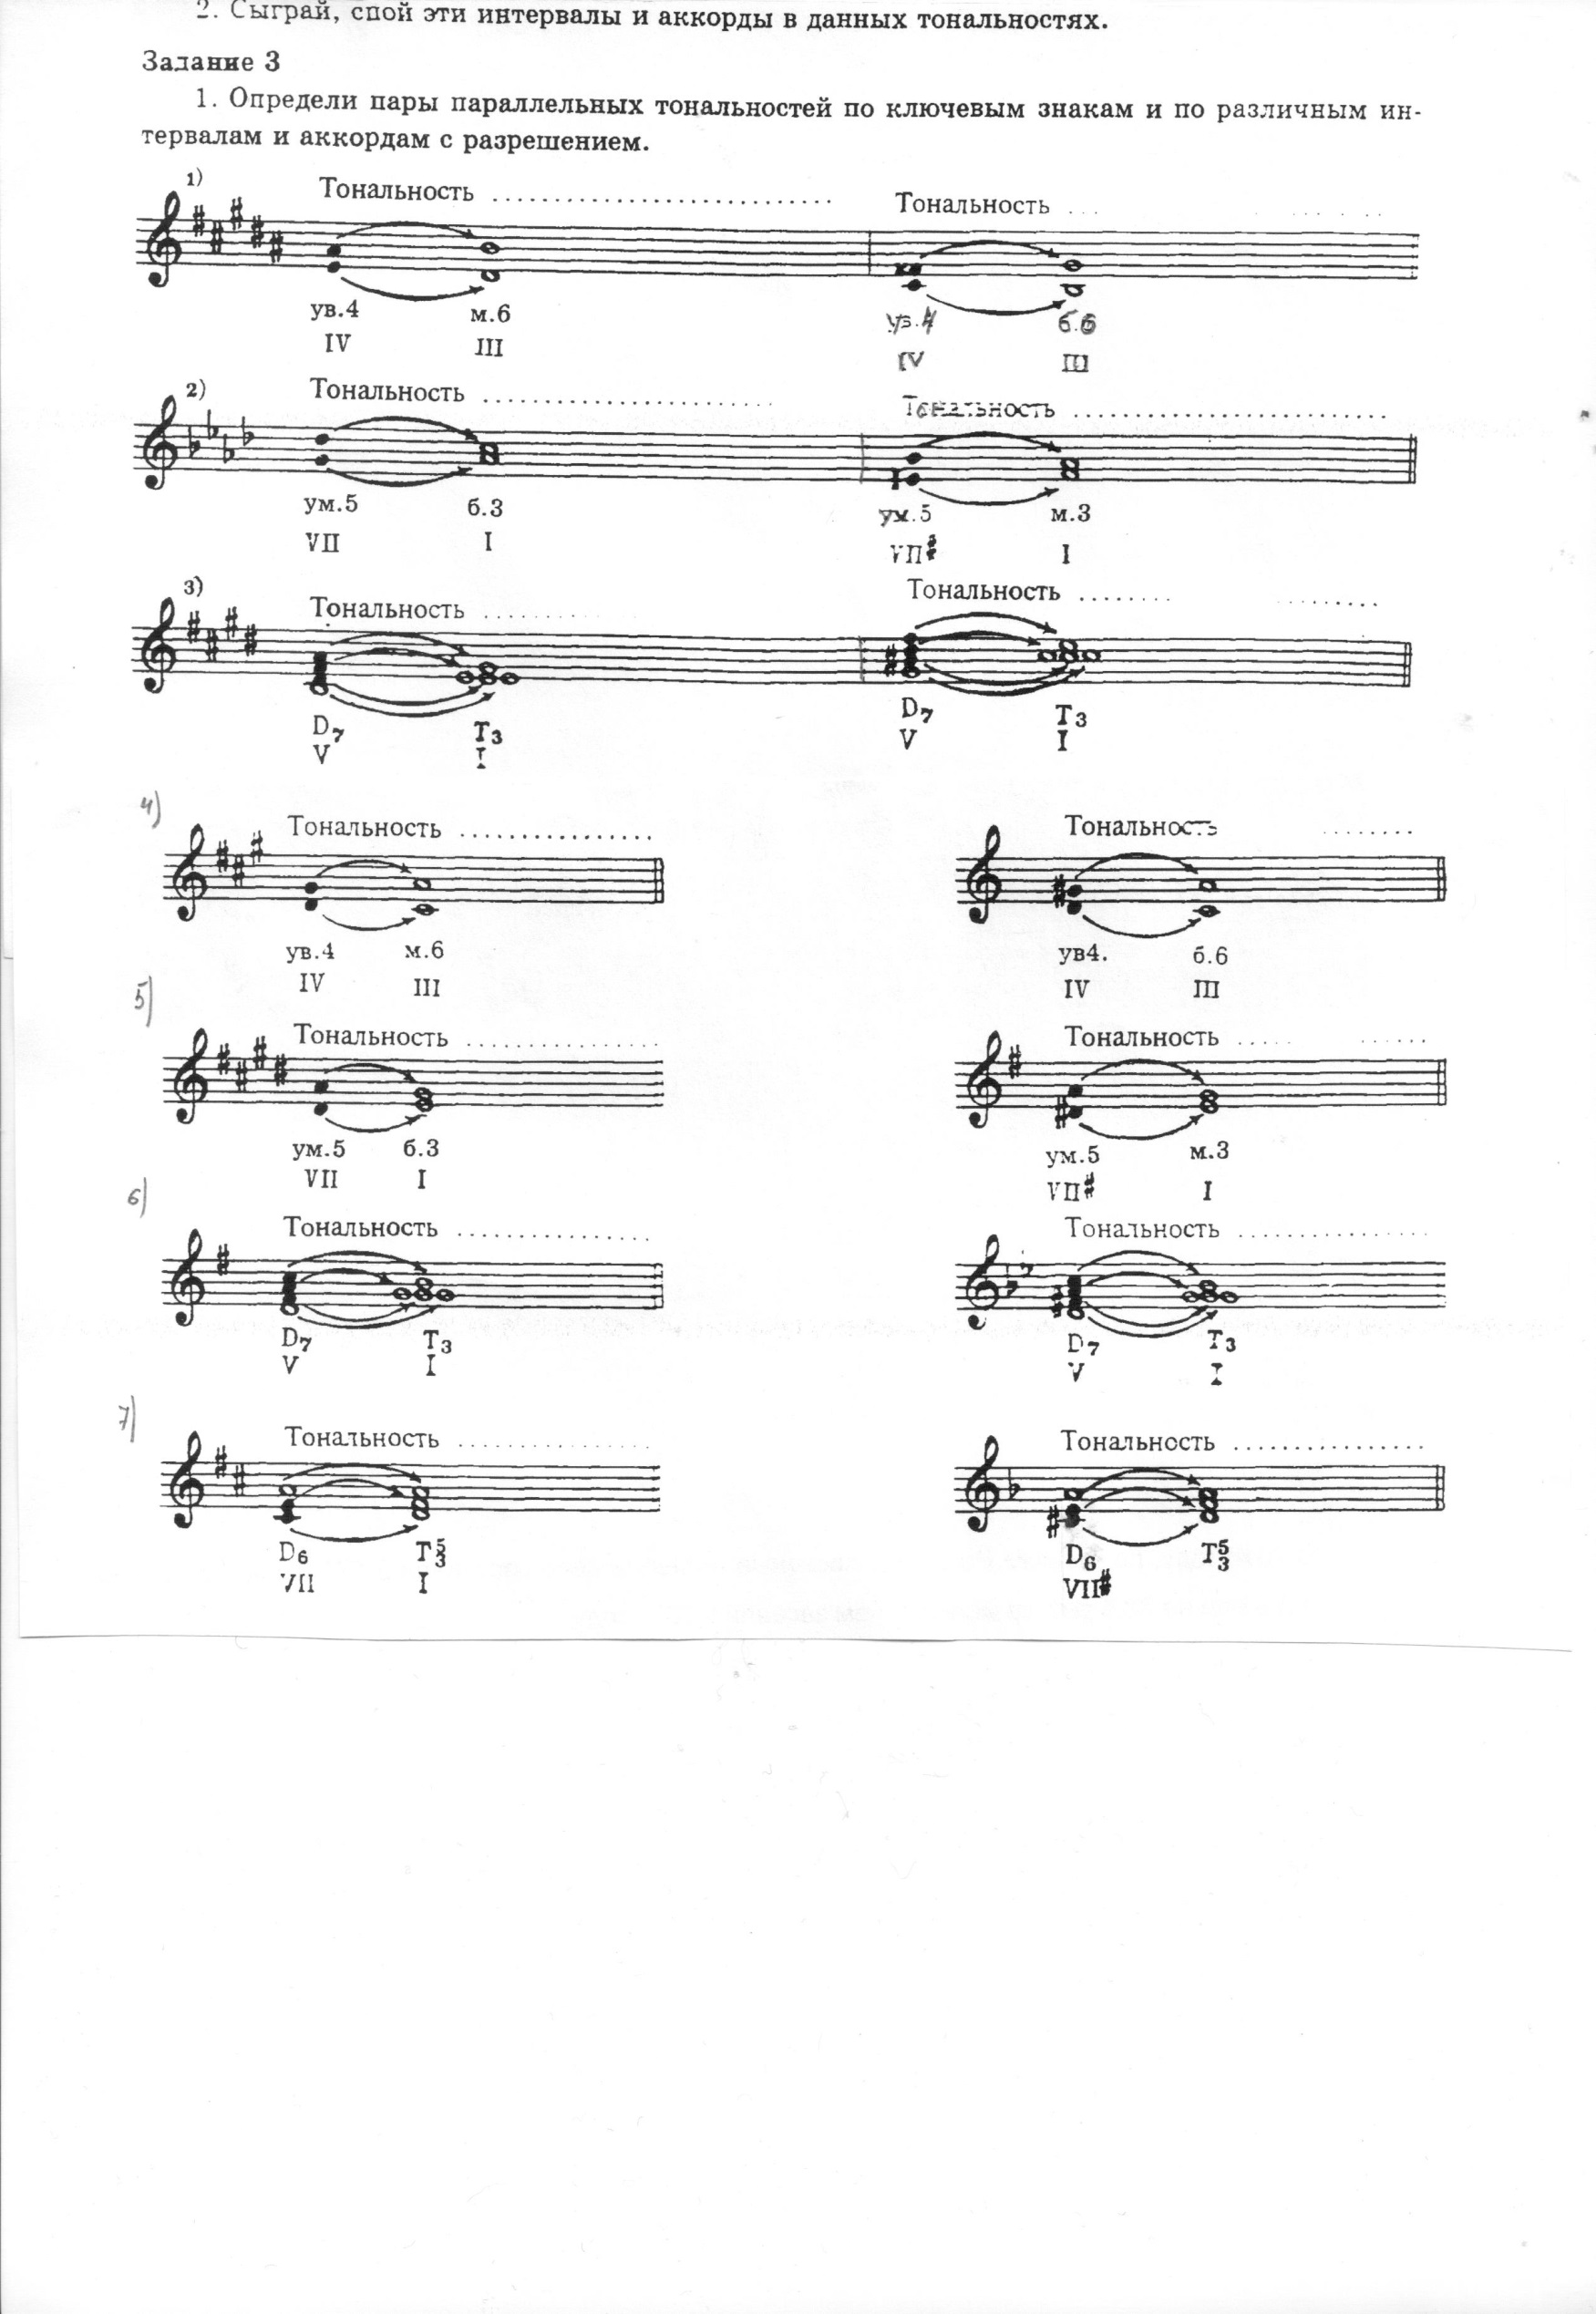 2. Сыграй, спой эти интервалы и аккорды в данных тональностях.
Задание 3
1. Определи пары параллельных тональностей по ключевым знакам и по различным ин-
тервалам и аккордам с разрешением.
1) Тональность .......................... Тональность ... .....
ув.4 м.6 ув.4 б.6
IV III IV III
2) Тональность ....................... Тональность ........................
ум.5 б.3 ум.5 м.3
VII I VII# I
3) Тональность ........ Тональность ........ .......
D7 T3 D7 T3
V I V I
4) Тональность ................ Тональность ........
ув.4 м.6 ув4. б.6
IV III IV III
5) Тональность ................ Тональность ..... .....
ум.5 б.3 ум.5 м.3
VII I VII# I
6) Тональность ................ Тональность ................
D7 T3 D7 T3
V I V I
7) Тональность ................ Тональность ................
D6 T53 D6 T53
VII I VII#